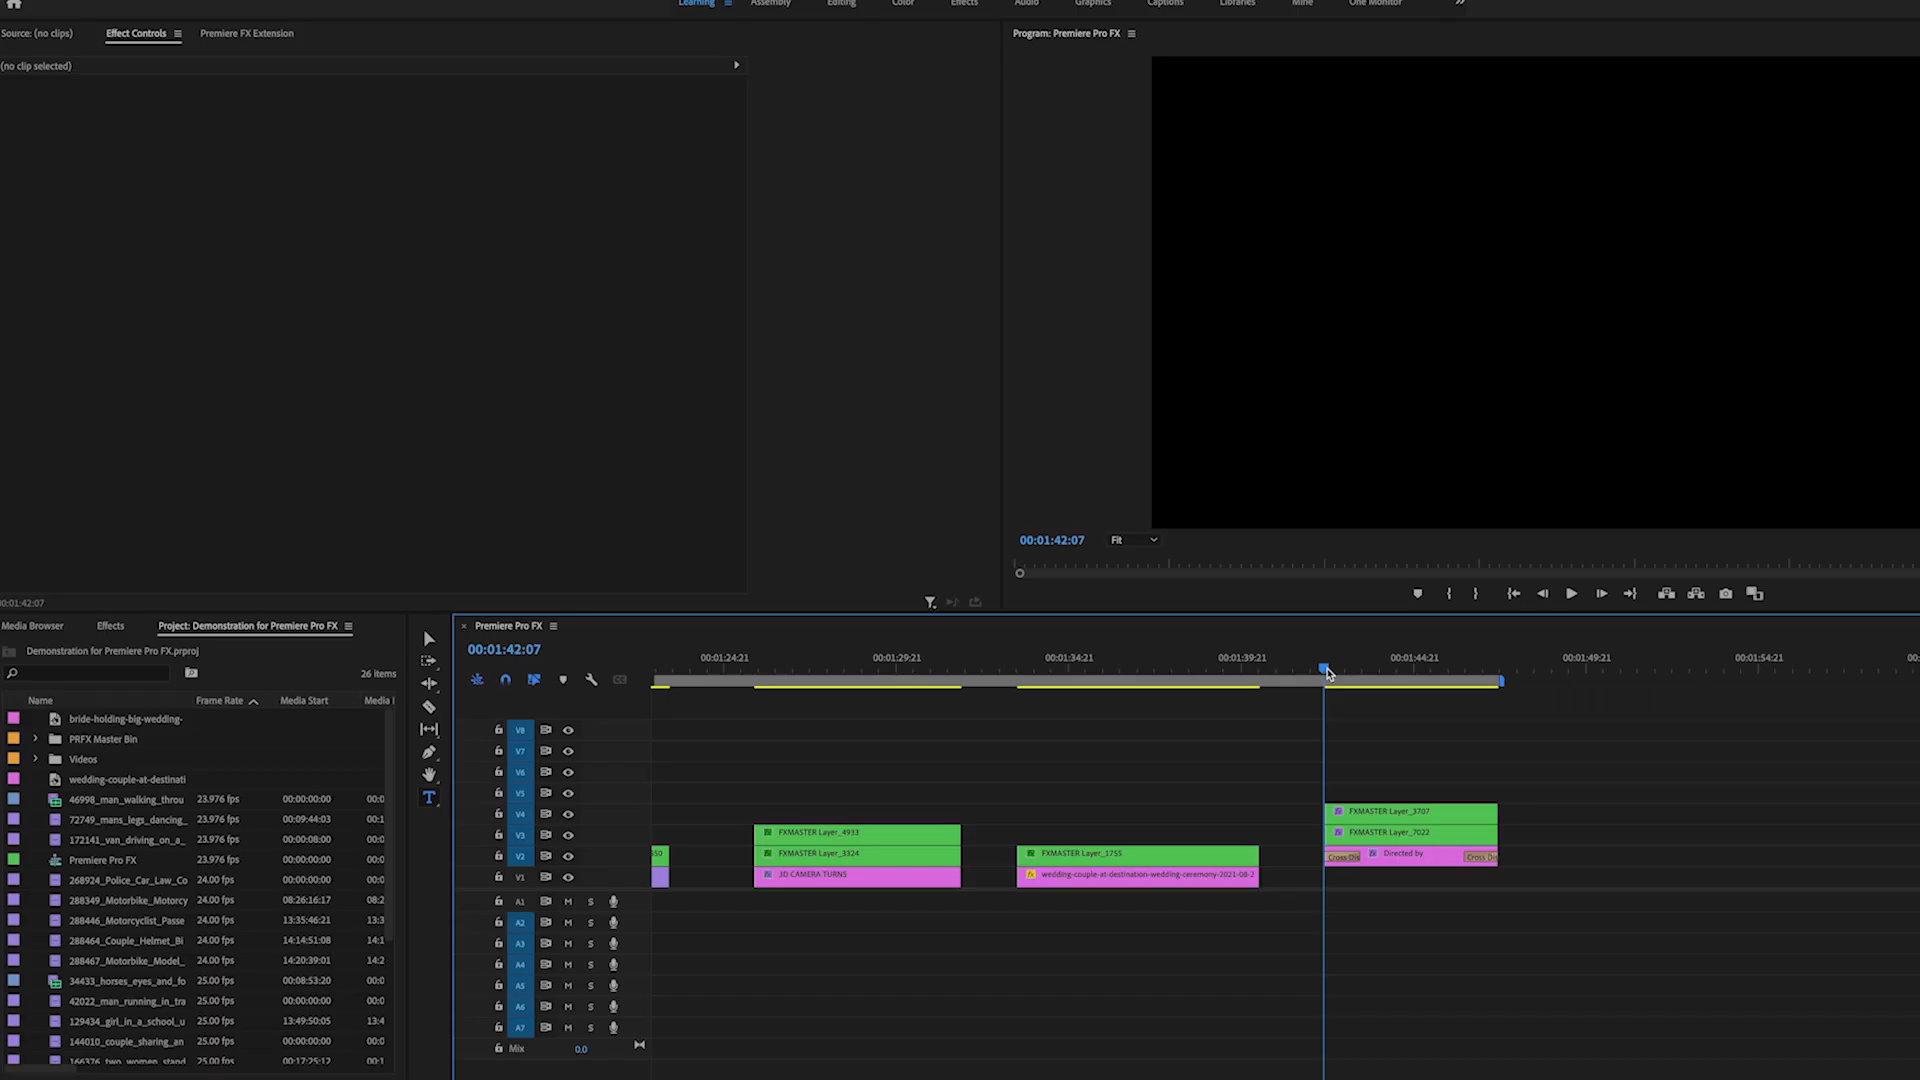 Learning Assembly Editing Color Effects Audio Graphics Captions Libraries Mine One Monitor
Source: (no clips) Effect Controls Premiere FX Extension
(no clip selected)
Program: Premiere Pro FX
00:01:42:07 Fit
0:01:42:07
Media Browser Effects Project: Demonstration for Premiere Pro FX
Demonstration for Premiere Pro FX.prproj
26 items
Name Frame Rate Media Start Media I
bride-holding-big-wedding-
PRFX Master Bin
Videos
wedding-couple-at-destinati
46998_man_walking_throu 23.976 fps 00:00:00:00 00:0
72749_mans_legs_dancing_ 23.976 fps 00:09:44:03 00:1
172141_van_driving_on_a_ 23.976 fps 00:00:08:00 00:0
Premiere Pro FX 23.976 fps 00:00:00:00 00:0
268924_Police_Car_Law_Co 24.00 fps 00:00:00:00 00:0
288349_Motorbike_Motorcy 24.00 fps 08:26:16:17 08:2
288446_Motorcyclist_Passe 24.00 fps 13:35:46:21 13:3
288464_Couple_Helmet_Bi 24.00 fps 14:14:51:08 14:1
288467_Motorbike_Model_ 24.00 fps 14:20:39:01 14:2
34433_horses_eyes_and_fo 25.00 fps 00:08:53:20 00:0
42022_man_running_in_tra 25.00 fps 00:00:00:00 00:0
129434_girl_in_a_school_u 25.00 fps 13:49:50:05 13:4
144010_couple_sharing_an 25.00 fps 00:00:00:00 00:0
166376_two_women_stand 25.00 fps 00:17:25:12 00:1
Premiere Pro FX
00:01:42:07
00:01:24:21 00:01:29:21 00:01:34:21 00:01:39:21 00:01:44:21 00:01:49:21 00:01:54:21 00:
V8
V7
V6
V5
V4 FXMASTER Layer_3707
V3 FXMASTER Layer_4933 FXMASTER Layer_7022
V2 FXMASTER Layer_3324 FXMASTER Layer_1755 Cross Dis Directed by Cross Dis
V1 JD CAMERA TURNS wedding-couple-at-destination-wedding-ceremony-2021-08-2
A1 M S
A2 M S
A3 M S
A4 M S
A5 M S
A6 M S
A7 M S
Mix 0.0